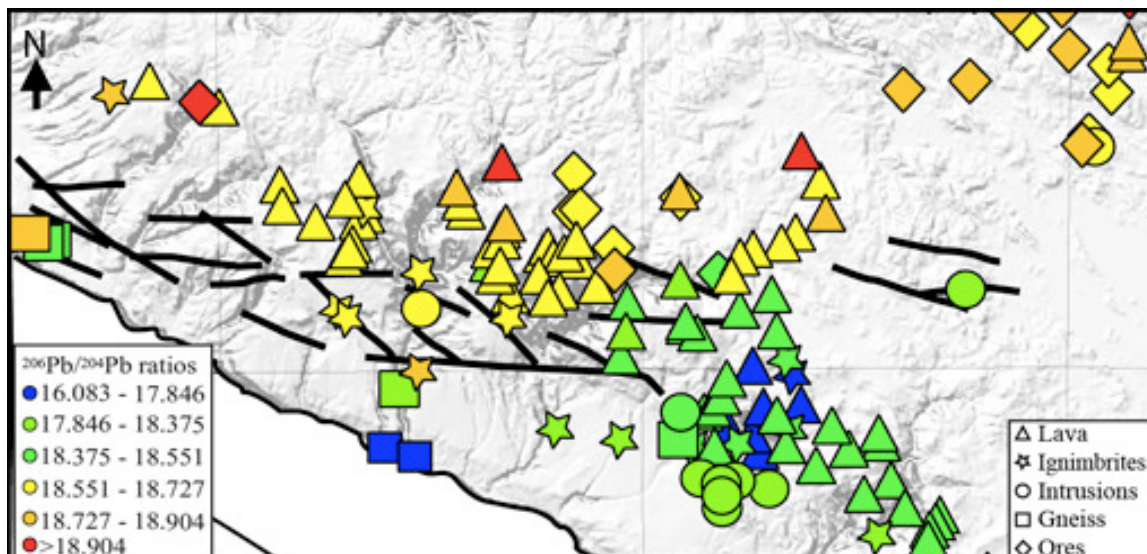 N
²⁰⁶Pb/²⁰⁴Pb ratios
16.083 - 17.846
17.846 - 18.375
18.375 - 18.551
18.551 - 18.727
18.727 - 18.904
>18.904
Lava
Ignimbrites
Intrusions
Gneiss
Ores